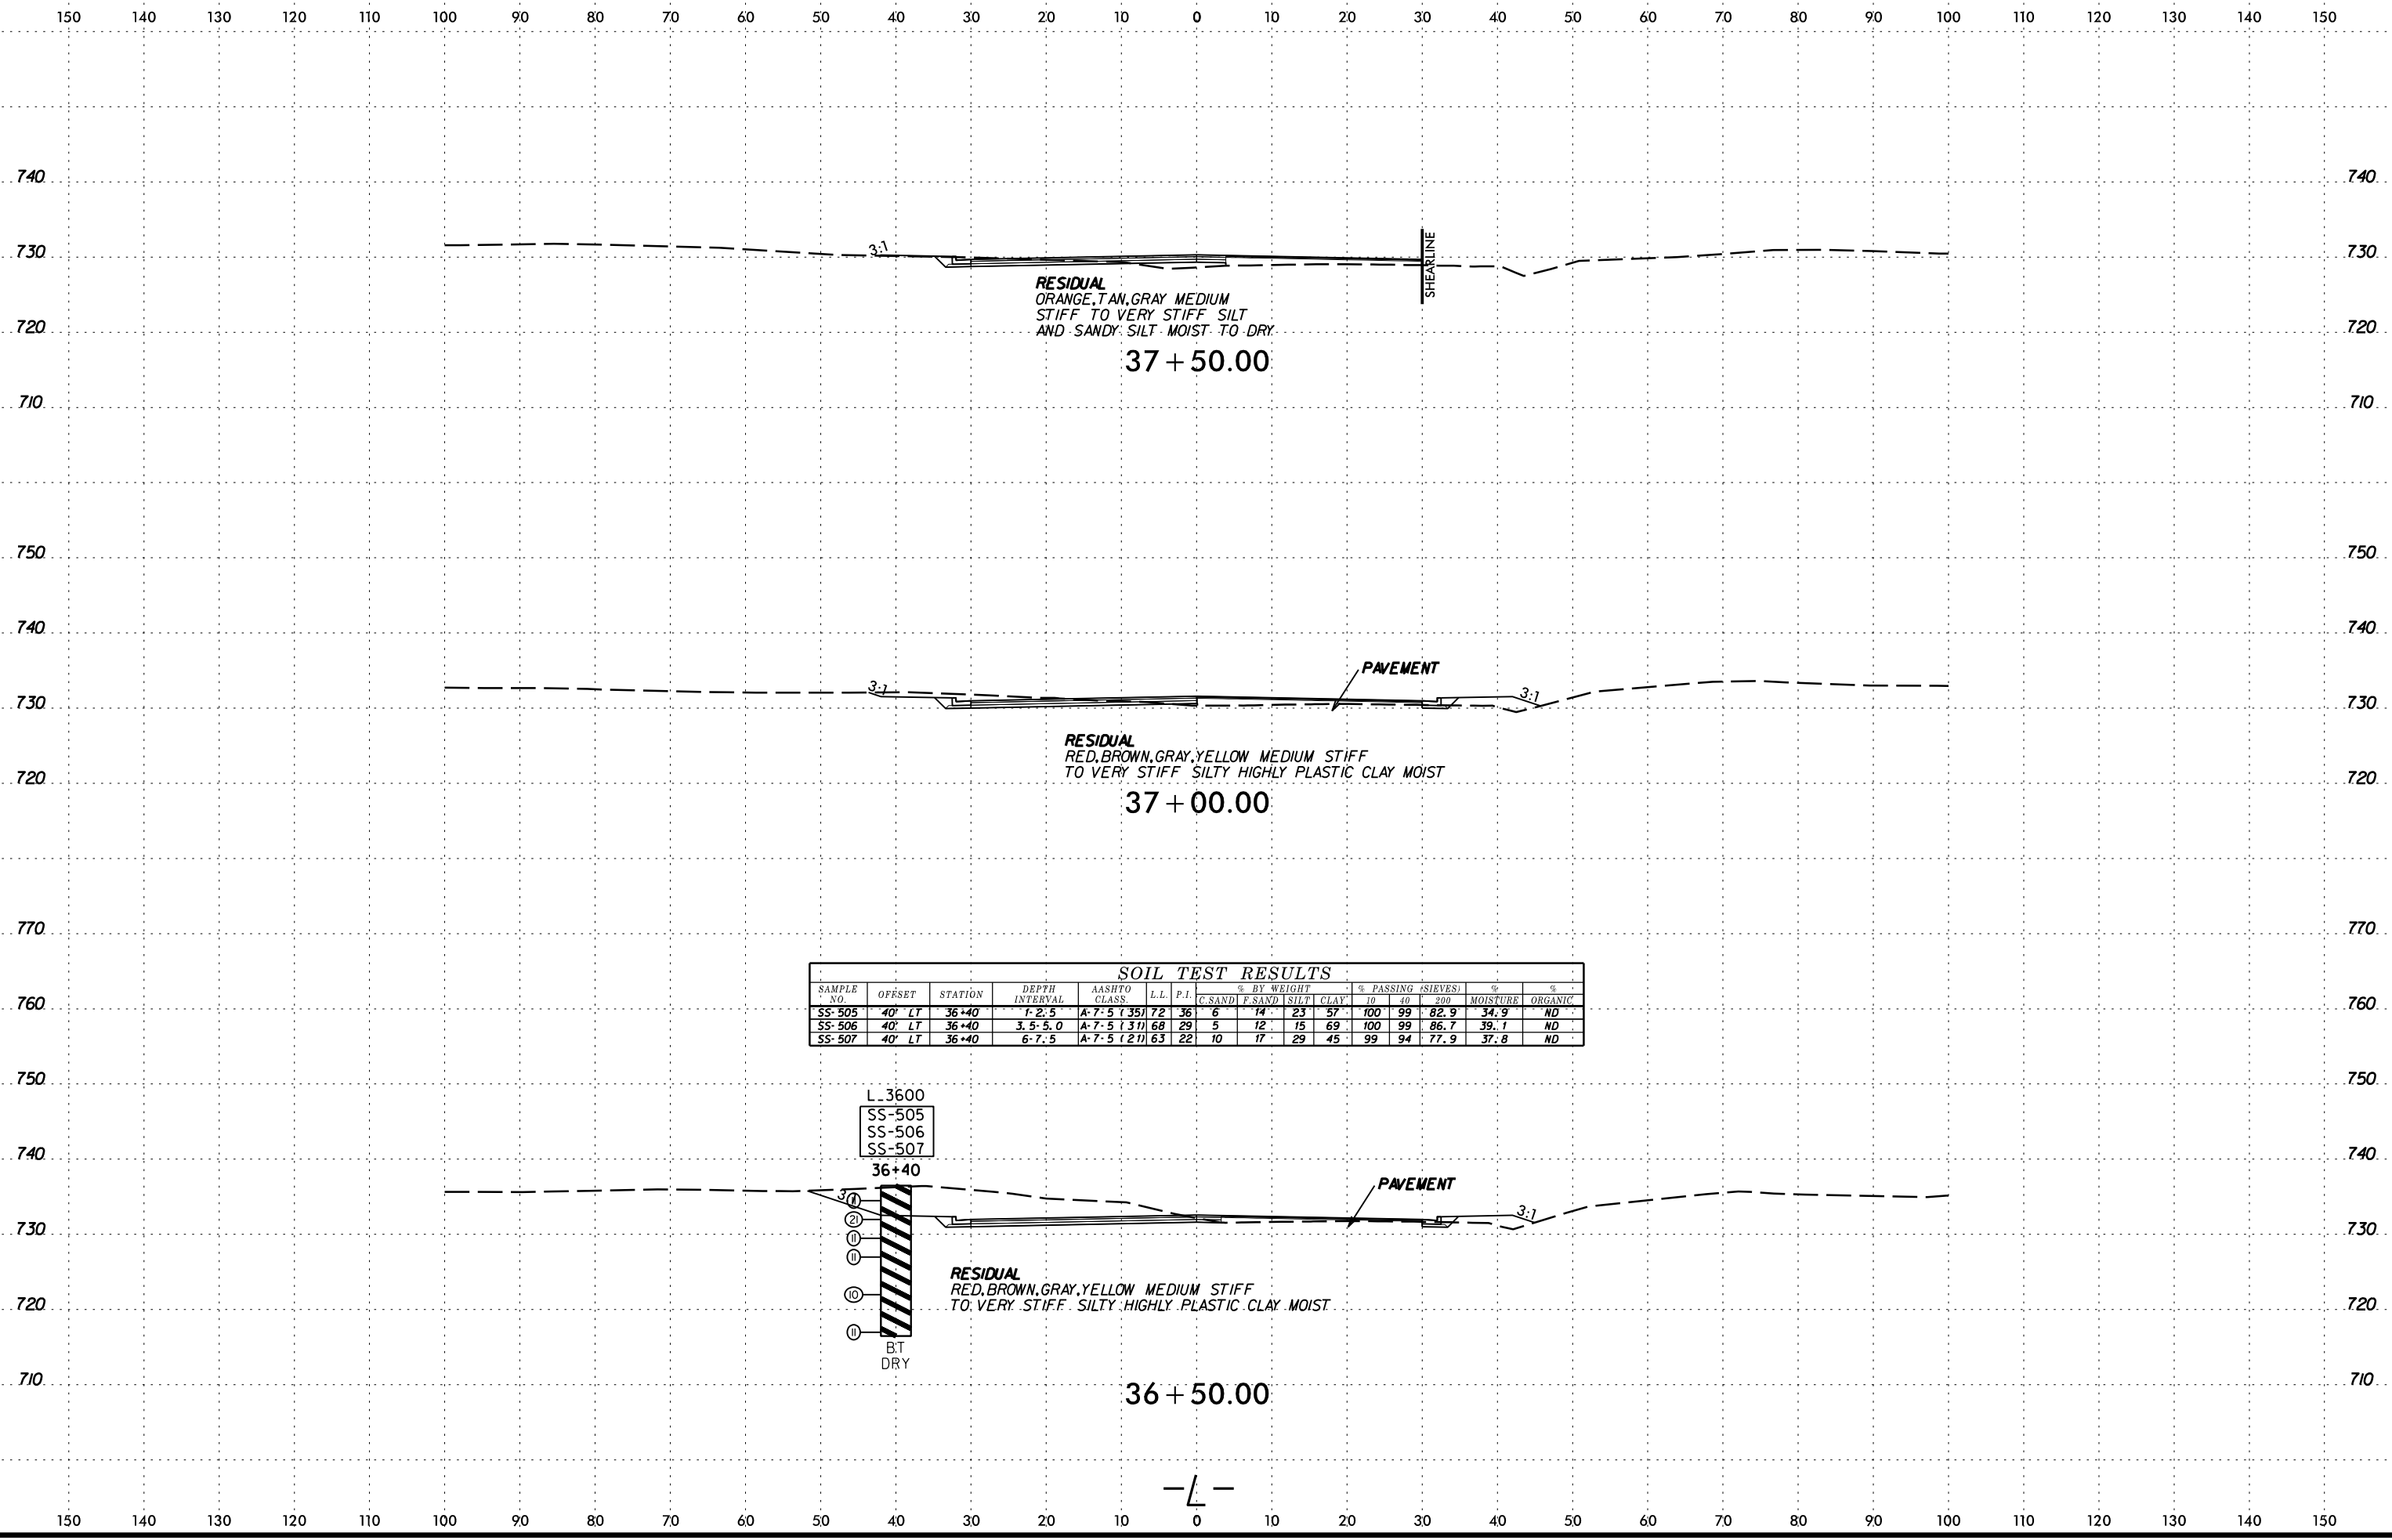 150 140 130 120 110 100 90 80 70 60 50 40 30 20 10 0 10 20 30 40 50 60 70 80 90 100 110 120 130 140 150
740 740
730 3:1 SHEARLINE 730
RESIDUAL
ORANGE,TAN,GRAY MEDIUM
STIFF TO VERY STIFF SILT
720 AND SANDY SILT MOIST TO DRY 720
37+50.00
710 710
750 750
740 740
PAVEMENT
730 3:1 3:1 730
RESIDUAL
RED,BROWN,GRAY,YELLOW MEDIUM STIFF
720 TO VERY STIFF SILTY HIGHLY PLASTIC CLAY MOIST 720
37+00.00
770 770
SOIL TEST RESULTS
SAMPLE NO. OFFSET STATION DEPTH INTERVAL AASHTO CLASS. L.L. P.I. % BY WEIGHT % PASSING (SIEVES) % MOISTURE % ORGANIC
C.SAND F.SAND SILT CLAY 10 40 200
760 760
SS-505 40' LT 36+40 1-2.5 A-7-5 (35) 72 36 6 14 23 57 100 99 82.9 34.9 ND
SS-506 40' LT 36+40 3.5-5.0 A-7-5 (31) 68 29 5 12 15 69 100 99 86.7 39.1 ND
SS-507 40' LT 36+40 6-7.5 A-7-5 (21) 63 22 10 17 29 45 99 94 77.9 37.8 ND
750 750
L_3600
SS-505
SS-506
SS-507
740 740
36+40
PAVEMENT
3:1
21
730 730
11
11
RESIDUAL
RED,BROWN,GRAY,YELLOW MEDIUM STIFF
10
720 TO VERY STIFF SILTY HIGHLY PLASTIC CLAY MOIST 720
11
BT
DRY
710 710
36+50.00
-L-
150 140 130 120 110 100 90 80 70 60 50 40 30 20 10 0 10 20 30 40 50 60 70 80 90 100 110 120 130 140 150